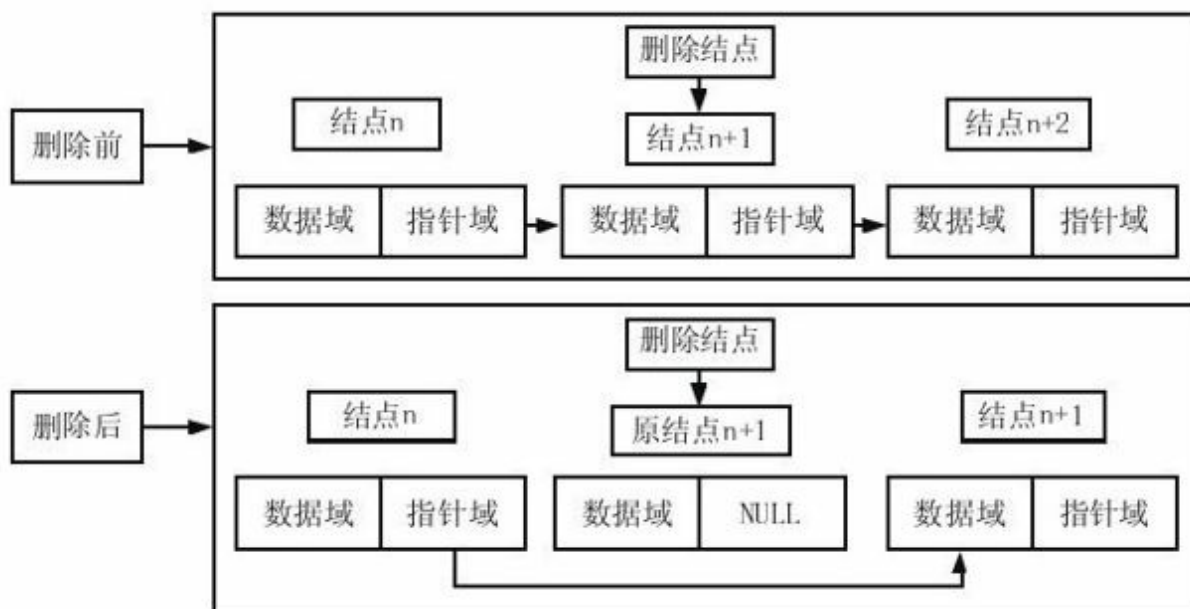 删除结点
结点n
结点n+1
结点n+2
删除前
数据域 指针域 数据域 指针域 数据域 指针域
删除结点
结点n
原结点n+1
结点n+1
删除后
数据域 指针域 数据域 NULL 数据域 指针域